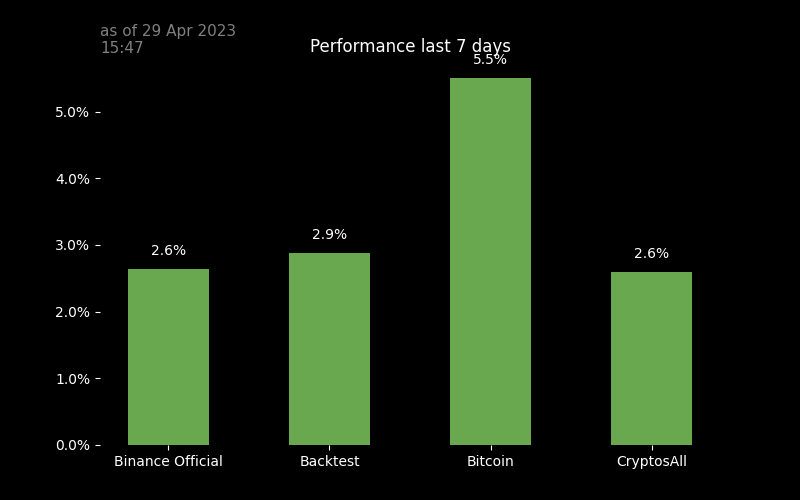 as of 29 Apr 2023
15:47
Performance last 7 days
5.5%
5.0%
4.0%
3.0%
2.9%
2.6%
2.6%
2.0%
1.0%
0.0%
Binance Official
Backtest
Bitcoin
CryptosAll